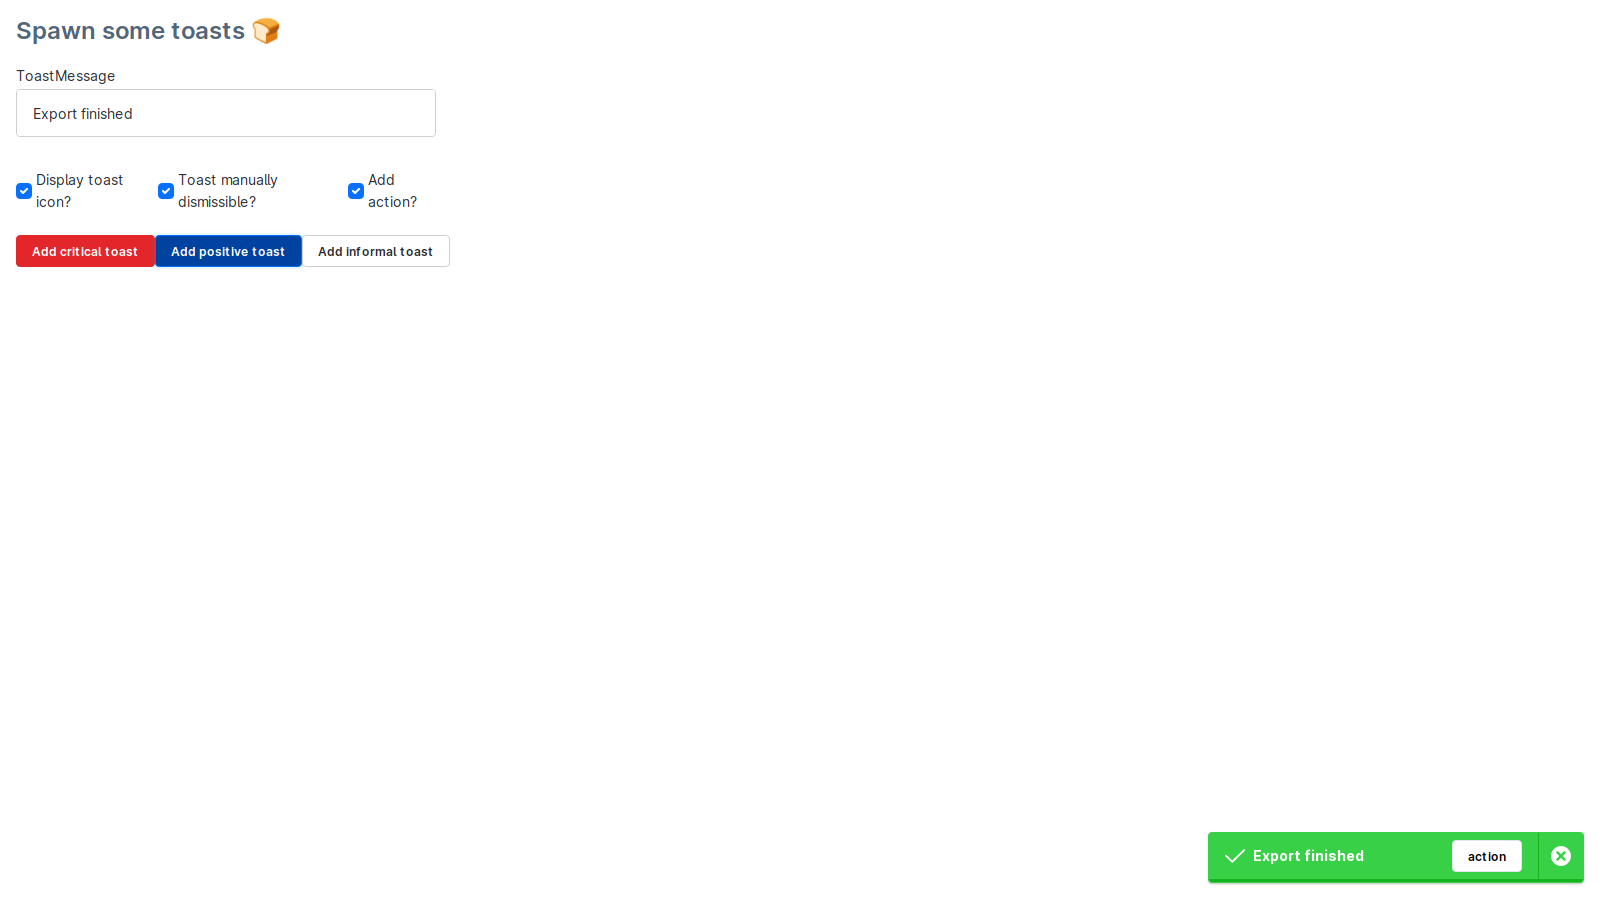 Spawn some toasts 🍞
ToastMessage
Export finished
Display toast icon?
Toast manually dismissible?
Add action?
Add critical toast
Add positive toast
Add informal toast
Export finished
action